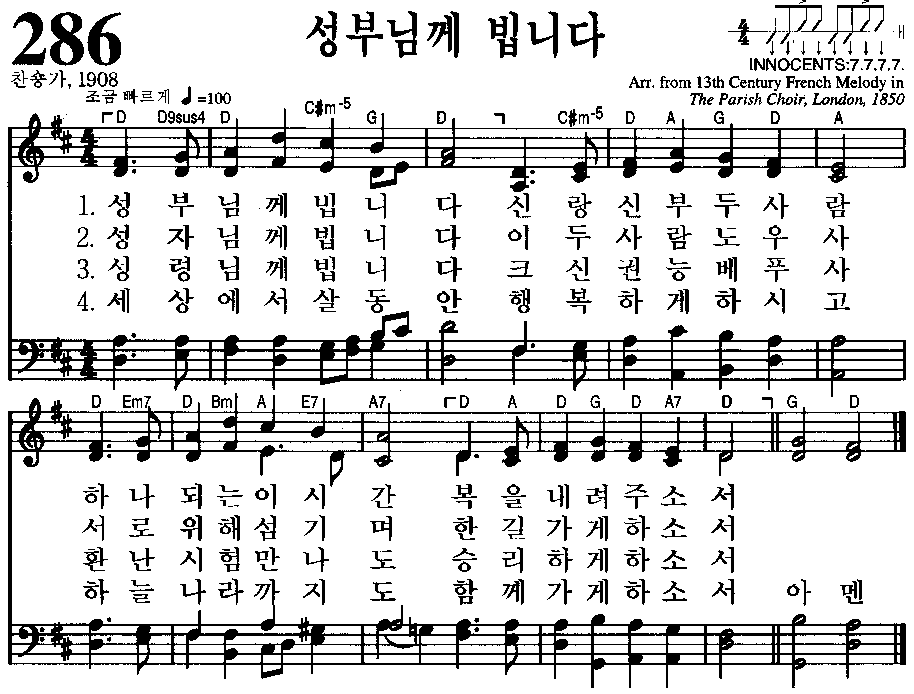 286
성부님께 빕니다
찬송가, 1908
조금 빠르게 ♩=100
INNOCENTS:7.7.7.7.
Arr. from 13th Century French Melody in
The Parish Choir, London, 1850
D D9sus4 D C#m-5 G D C#m-5 D A G D A
1. 성 부 님 께 빕 니 다 신 랑 신 부 두 사 람
2. 성 자 님 께 빕 니 다 이 두 사 람 도 우 사
3. 성 령 님 께 빕 니 다 크 신 권 능 베 푸 사
4. 세 상 에 서 살 동 안 행 복 하 게 하 시 고
D Em7 D Bm A E7 A7 D A D G D A7 D G D
하 나 되 는 이 시 간 복 을 내 려 주 소 서
서 로 위 해 섬 기 며 한 길 가 게 하 소 서
환 난 시 험 만 나 도 승 리 하 게 하 소 서
하 늘 나 라 까 지 도 함 께 가 게 하 소 서 아 멘